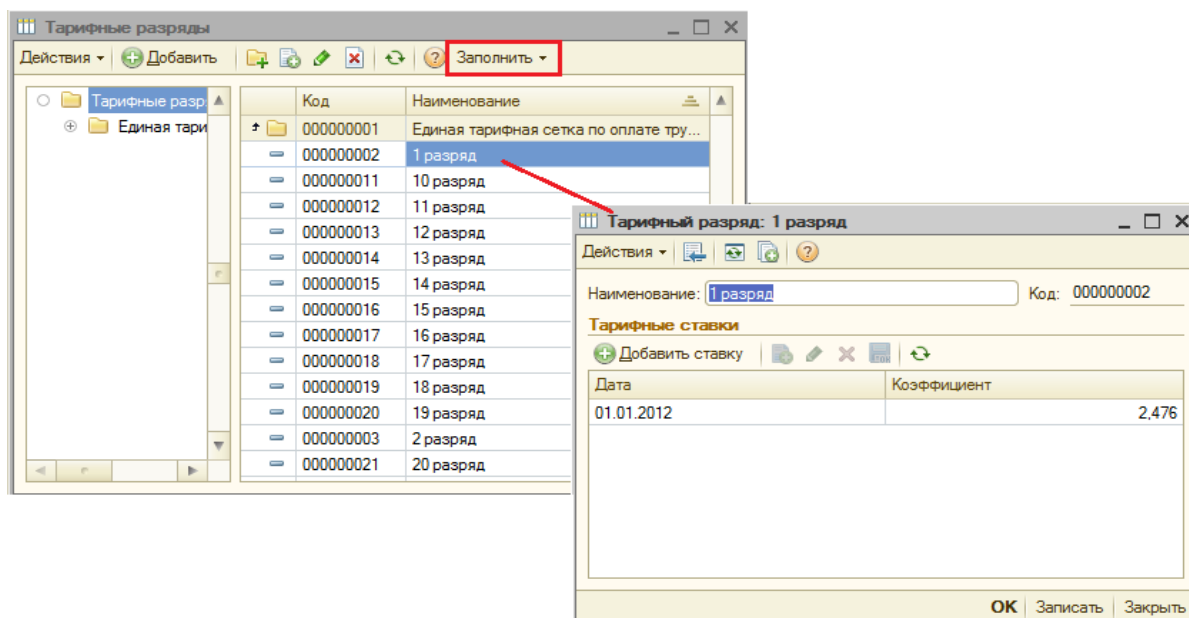 Тарифные разряды
Действия Добавить Заполнить
Тарифные разр
Единая тари
Код Наименование
000000001 Единая тарифная сетка по оплате тру...
000000002 1 разряд
000000011 10 разряд
000000012 11 разряд
000000013 12 разряд
000000014 13 разряд
000000015 14 разряд
000000016 15 разряд
000000017 16 разряд
000000018 17 разряд
000000019 18 разряд
000000020 19 разряд
000000003 2 разряд
000000021 20 разряд
Тарифный разряд: 1 разряд
Действия
Наименование: 1 разряд Код: 000000002
Тарифные ставки
Добавить ставку
Дата Коэффициент
01.01.2012 2,476
OK Записать Закрыть